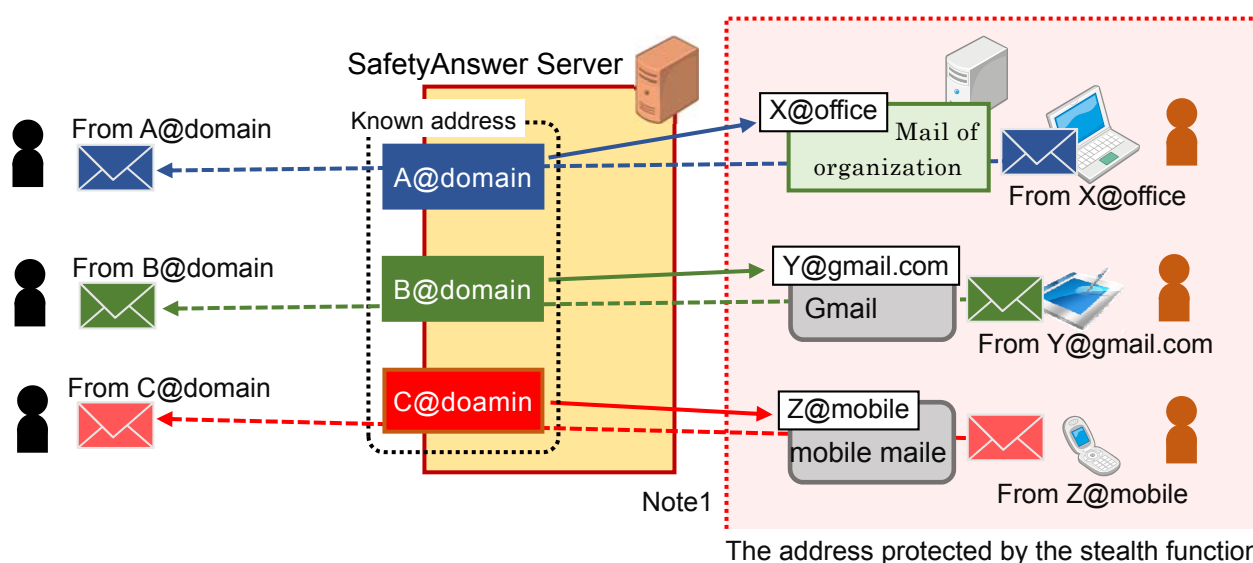 SafetyAnswer Server
Known address
From A@domain
A@domain
X@office
Mail of
organization
From X@office
From B@domain
B@domain
Y@gmail.com
Gmail
From Y@gmail.com
From C@domain
C@doamin
Z@mobile
mobile maile
From Z@mobile
Note1
The address protected by the stealth function